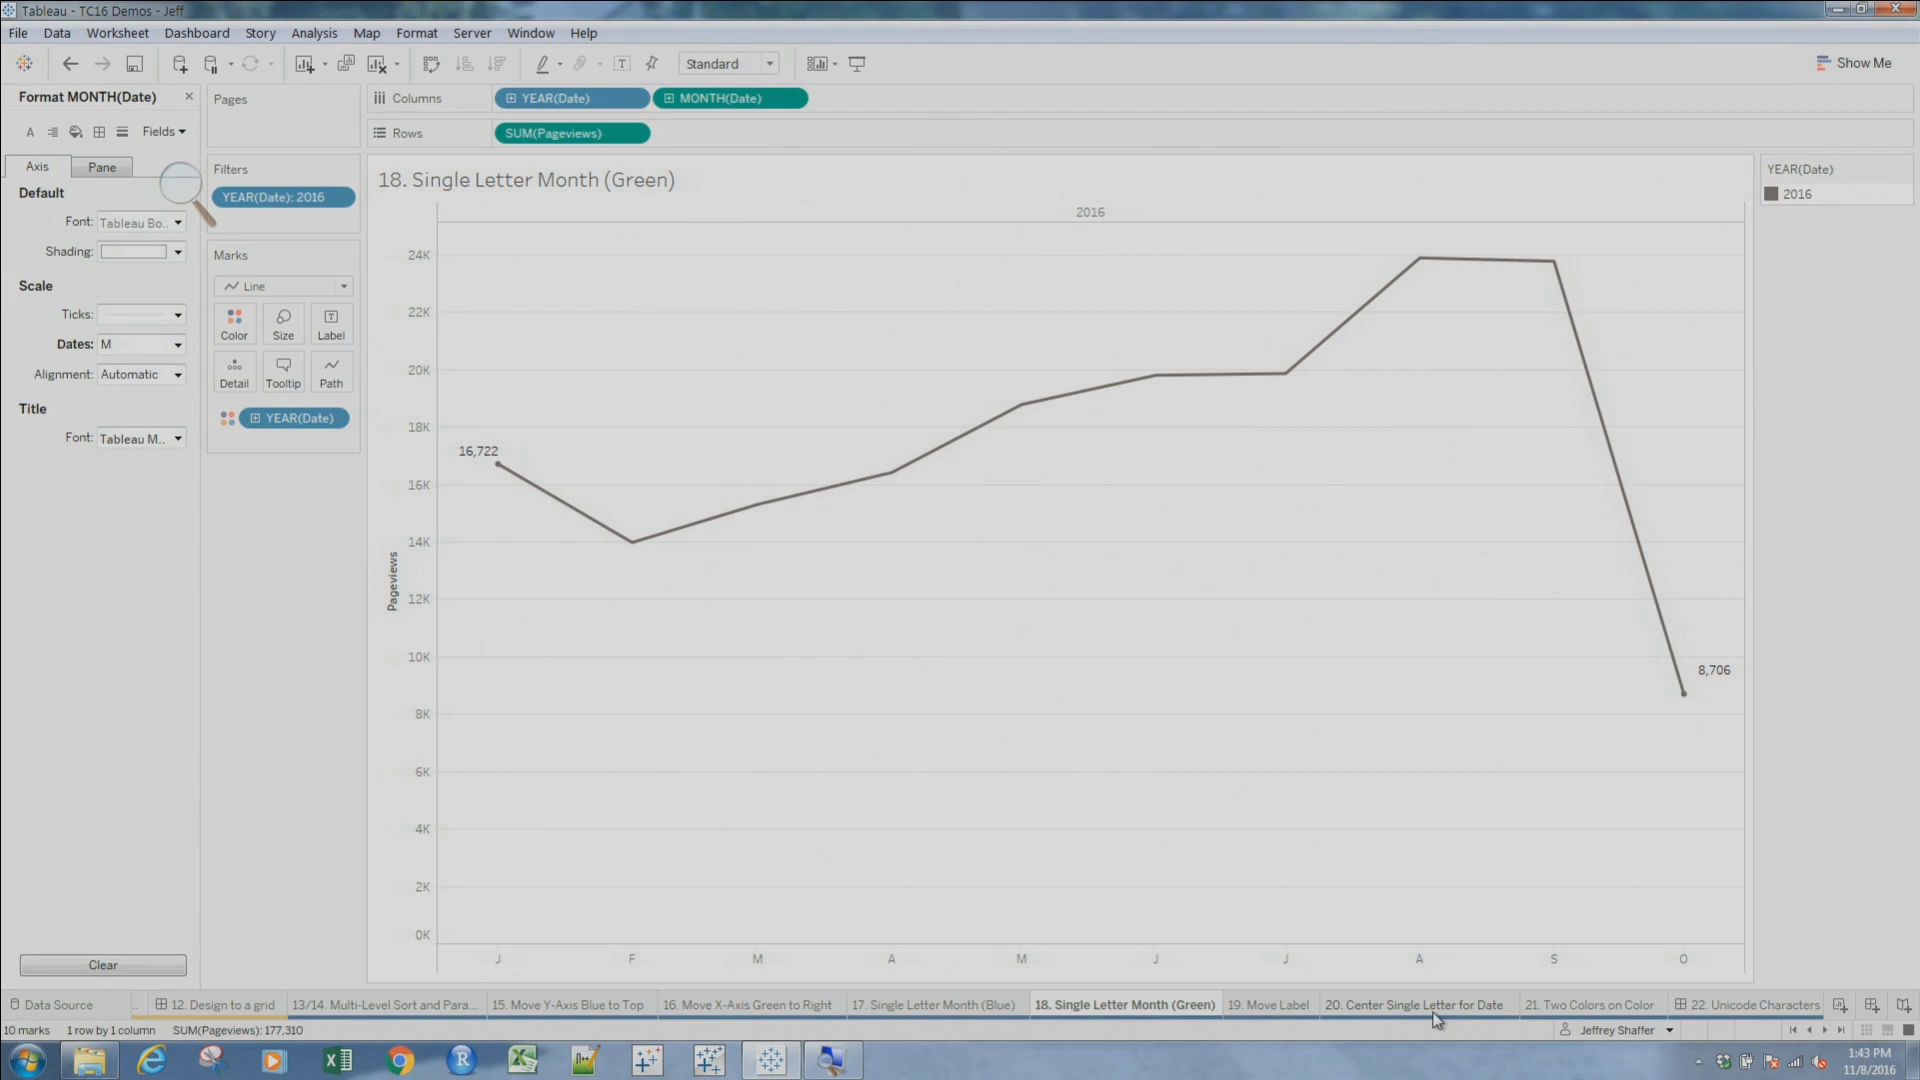 Tableau - TC16 Demos - Jeff
File Data Worksheet Dashboard Story Analysis Map Format Server Window Help
Standard
Show Me
Format MONTH(Date)
Fields
Axis Pane
Default
Font: Tableau Bo..
Shading:
Scale
Ticks:
Dates: M
Alignment: Automatic
Title
Font: Tableau M..
Clear
Pages
Filters
YEAR(Date): 2016
Marks
Line
Color Size Label
Detail Tooltip Path
YEAR(Date)
Columns YEAR(Date) MONTH(Date)
Rows SUM(Pageviews)
18. Single Letter Month (Green)
2016
24K
22K
20K
18K
16K
14K
12K
10K
8K
6K
4K
2K
0K
Pageviews
16,722
8,706
J F M A M J J A S O
YEAR(Date)
2016
Data Source .. 12. Design to a grid 13/14. Multi-Level Sort and Para... 15. Move Y-Axis Blue to Top 16. Move X-Axis Green to Right 17. Single Letter Month (Blue) 18. Single Letter Month (Green) 19. Move Label 20. Center Single Letter for Date 21. Two Colors on Color 22. Unicode Characters
10 marks 1 row by 1 column SUM(Pageviews): 177,310
Jeffrey Shaffer
1:43 PM
11/8/2016